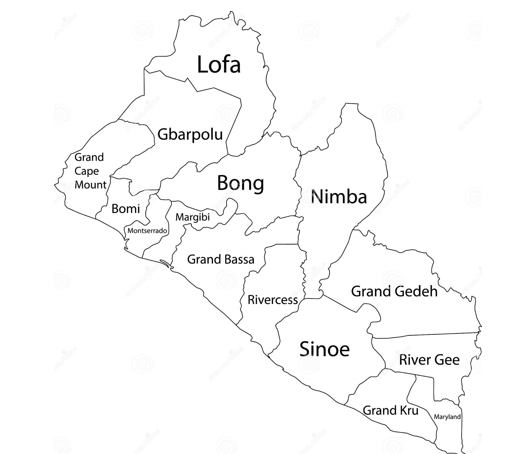 Lofa
Gbarpolu
Grand
Cape
Mount
Bong
Nimba
Bomi
Margibi
Montserrado
Grand Bassa
Grand Gedeh
Rivercess
Sinoe
River Gee
Grand Kru
Maryland